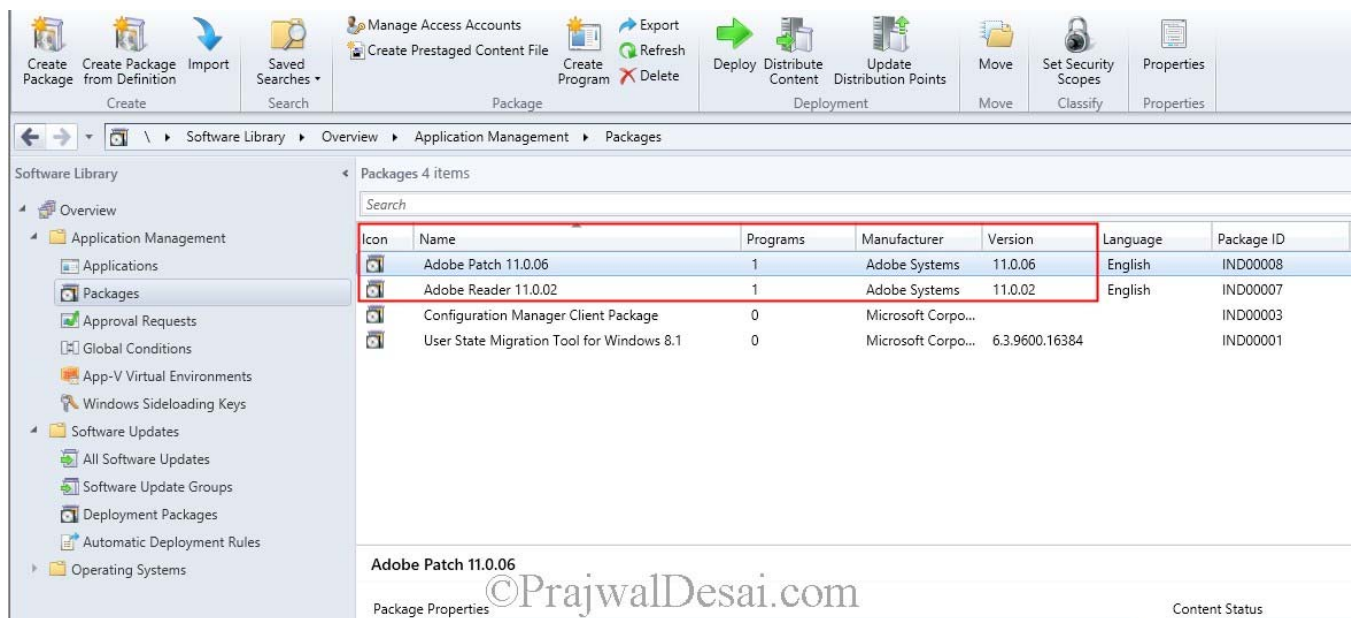 Manage Access Accounts
Create Prestaged Content File
Create Package
Create Package from Definition
Import
Saved Searches
Create Program
Export
Refresh
Delete
Deploy
Distribute Content
Update Distribution Points
Move
Set Security Scopes
Properties
Create
Search
Package
Deployment
Move
Classify
Properties
\ Software Library Overview Application Management Packages
Software Library
Overview
Application Management
Applications
Packages
Approval Requests
Global Conditions
App-V Virtual Environments
Windows Sideloading Keys
Software Updates
All Software Updates
Software Update Groups
Deployment Packages
Automatic Deployment Rules
Operating Systems
Packages 4 items
Search
Icon Name Programs Manufacturer Version Language Package ID
Adobe Patch 11.0.06 1 Adobe Systems 11.0.06 English IND00008
Adobe Reader 11.0.02 1 Adobe Systems 11.0.02 English IND00007
Configuration Manager Client Package 0 Microsoft Corpo... IND00003
User State Migration Tool for Windows 8.1 0 Microsoft Corpo... 6.3.9600.16384 IND00001
Adobe Patch 11.0.06
©PrajwalDesai.com
Package Properties Content Status